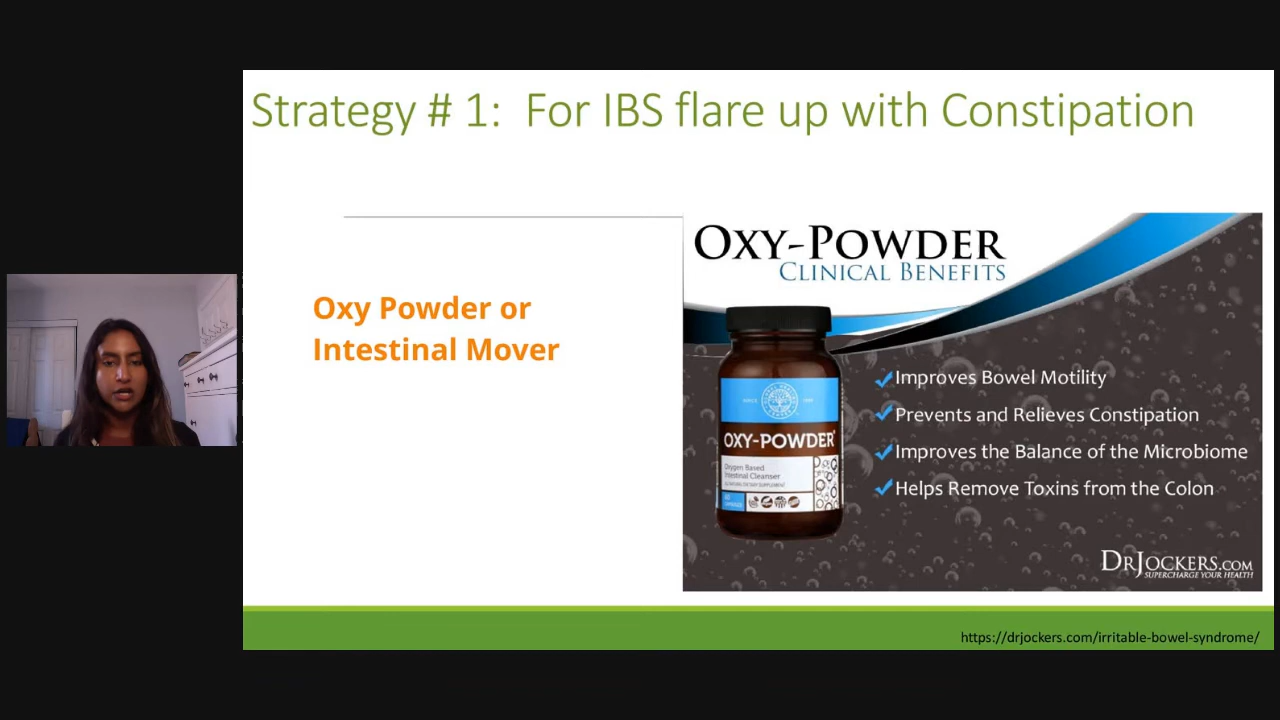 Strategy # 1:  For IBS flare up with Constipation
Oxy Powder or
Intestinal Mover
OXY-POWDER
CLINICAL BENEFITS
Improves Bowel Motility
Prevents and Relieves Constipation
Improves the Balance of the Microbiome
Helps Remove Toxins from the Colon
OXY-POWDER
Oxygen Based
Intestinal Cleanser
DRJOCKERS.COM
SUPERCHARGE YOUR HEALTH
https://drjockers.com/irritable-bowel-syndrome/